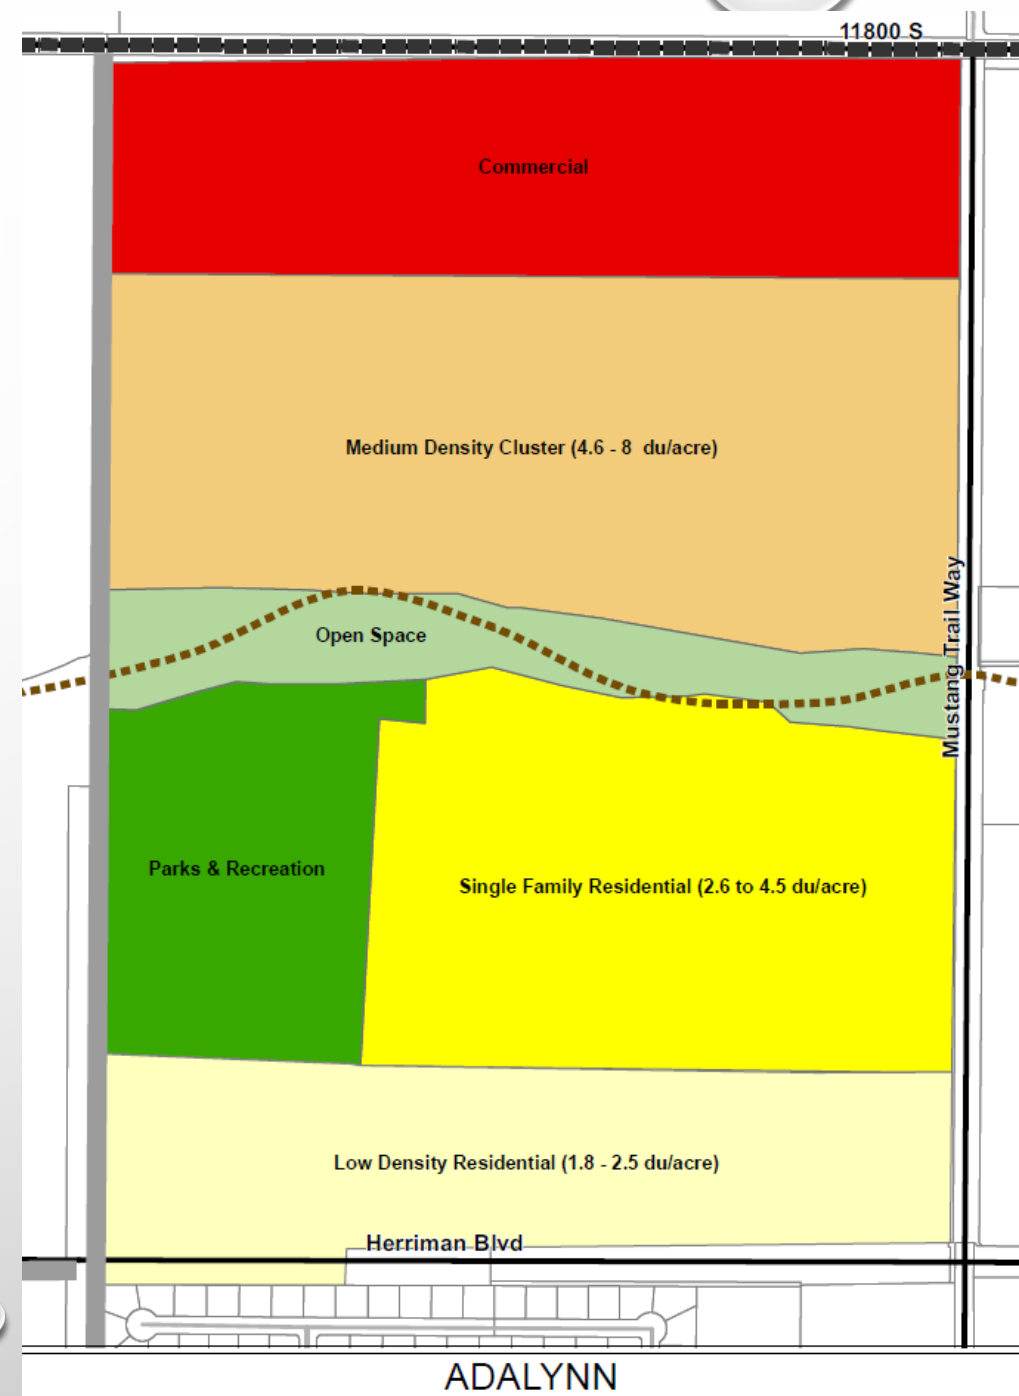 11800 S
Commercial
Medium Density Cluster (4.6 - 8 du/acre)
Mustang Trail Way
Open Space
Parks & Recreation
Single Family Residential (2.6 to 4.5 du/acre)
Low Density Residential (1.8 - 2.5 du/acre)
Herriman Blvd
ADALYNN